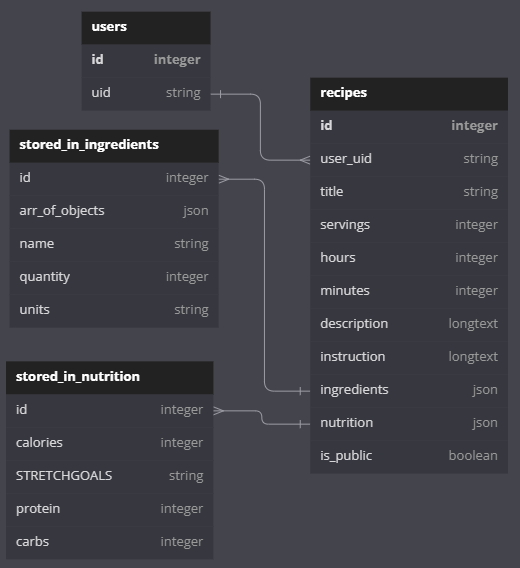 users
id integer
uid string
stored_in_ingredients
id integer
arr_of_objects json
name string
quantity integer
units string
stored_in_nutrition
id integer
calories integer
STRETCHGOALS string
protein integer
carbs integer
recipes
id integer
user_uid string
title string
servings integer
hours integer
minutes integer
description longtext
instruction longtext
ingredients json
nutrition json
is_public boolean